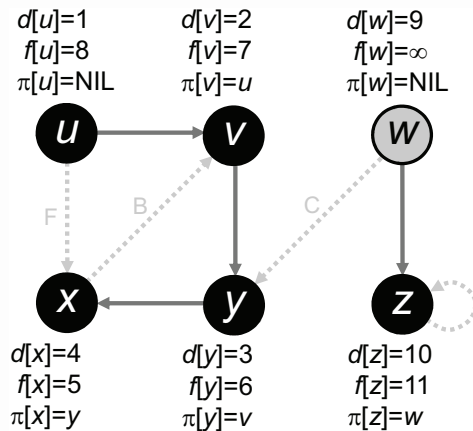 d[u]=1
f[u]=8
π[u]=NIL
d[v]=2
f[v]=7
π[v]=u
d[w]=9
f[w]=∞
π[w]=NIL
u
v
w
F
B
C
x
y
z
d[x]=4
f[x]=5
π[x]=y
d[y]=3
f[y]=6
π[y]=v
d[z]=10
f[z]=11
π[z]=w